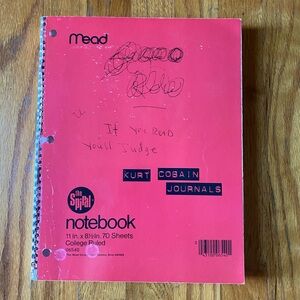 Mead
If you Read
You'll Judge
KURT COBAIN
JOURNALS
the
Spiral
notebook
11 in. x 8½ in. 70 Sheets
College Ruled
06540